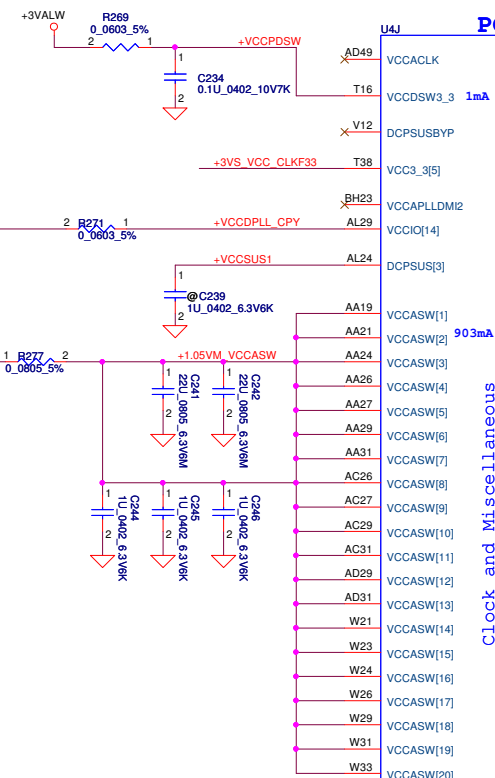 +3VALW
R269
0_0603_5%
2
1
+VCCPDSW
U4J
P
AD49
VCCACLK
1
C234
0.1U_0402_10V7K
2
T16
VCCDSW3_3
1mA
V12
DCPSUSBYP
+3VS_VCC_CLKF33
T38
VCC3_3[5]
BH23
VCCAPLLDMI2
2
R271
1
0_0603_5%
+VCCDPLL_CPY
AL29
VCCIO[14]
+VCCSUS1
AL24
DCPSUS[3]
1
@C239
1U_0402_6.3V6K
2
AA19
VCCASW[1]
AA21
VCCASW[2]
903mA
1
R277
2
0_0805_5%
+1.05VM_VCCASW
AA24
VCCASW[3]
1
2
C241
22U_0805_6.3V6M
1
2
C242
22U_0805_6.3V6M
AA26
VCCASW[4]
AA27
VCCASW[5]
AA29
VCCASW[6]
AA31
VCCASW[7]
AC26
VCCASW[8]
1
2
C244
1U_0402_6.3V6K
1
2
C245
1U_0402_6.3V6K
1
2
C246
1U_0402_6.3V6K
AC27
VCCASW[9]
AC29
VCCASW[10]
AC31
VCCASW[11]
AD29
VCCASW[12]
AD31
VCCASW[13]
W21
VCCASW[14]
W23
VCCASW[15]
W24
VCCASW[16]
W26
VCCASW[17]
W29
VCCASW[18]
W31
VCCASW[19]
W33
VCCASW[20]
Clock and Miscellaneous